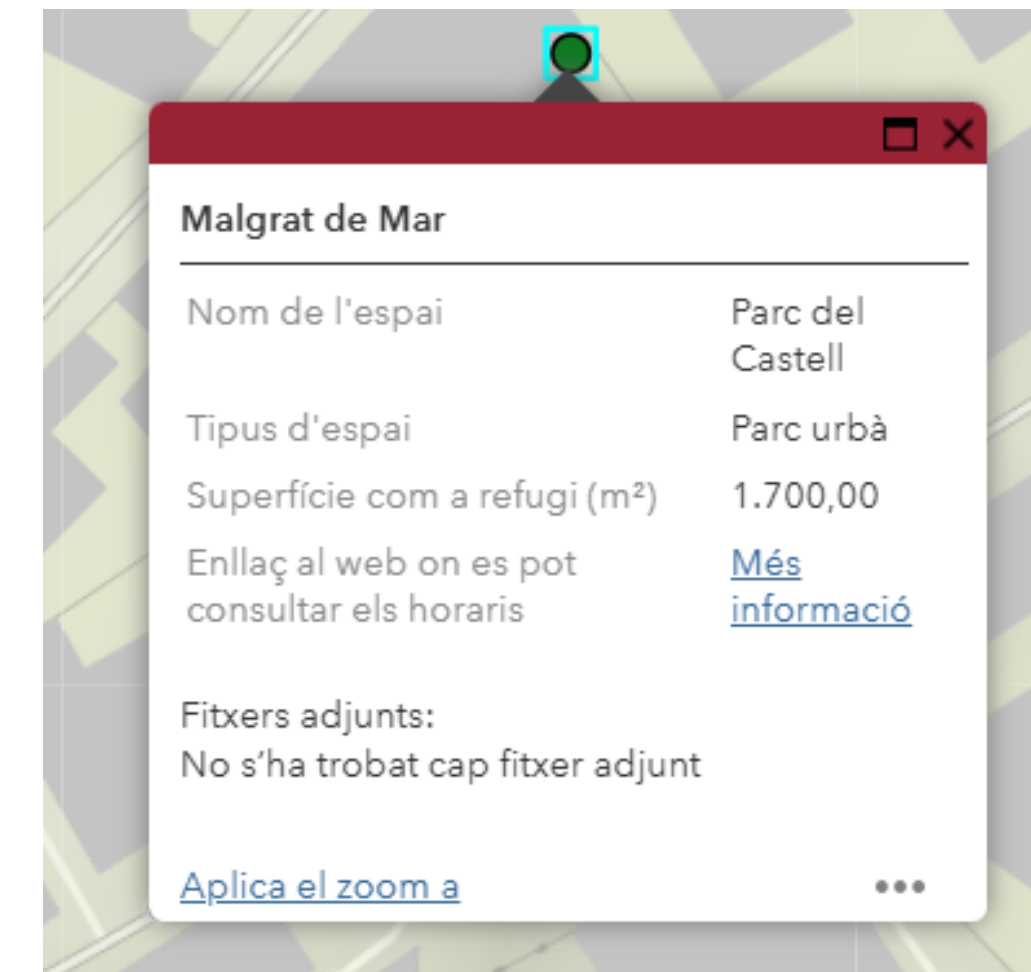 Malgrat de Mar
Nom de l'espai
Parc del
Castell
Tipus d'espai
Parc urbà
Superfície com a refugi (m²)
1.700,00
Enllaç al web on es pot
consultar els horaris
Més
informació
Fitxers adjunts:
No s’ha trobat cap fitxer adjunt
Aplica el zoom a